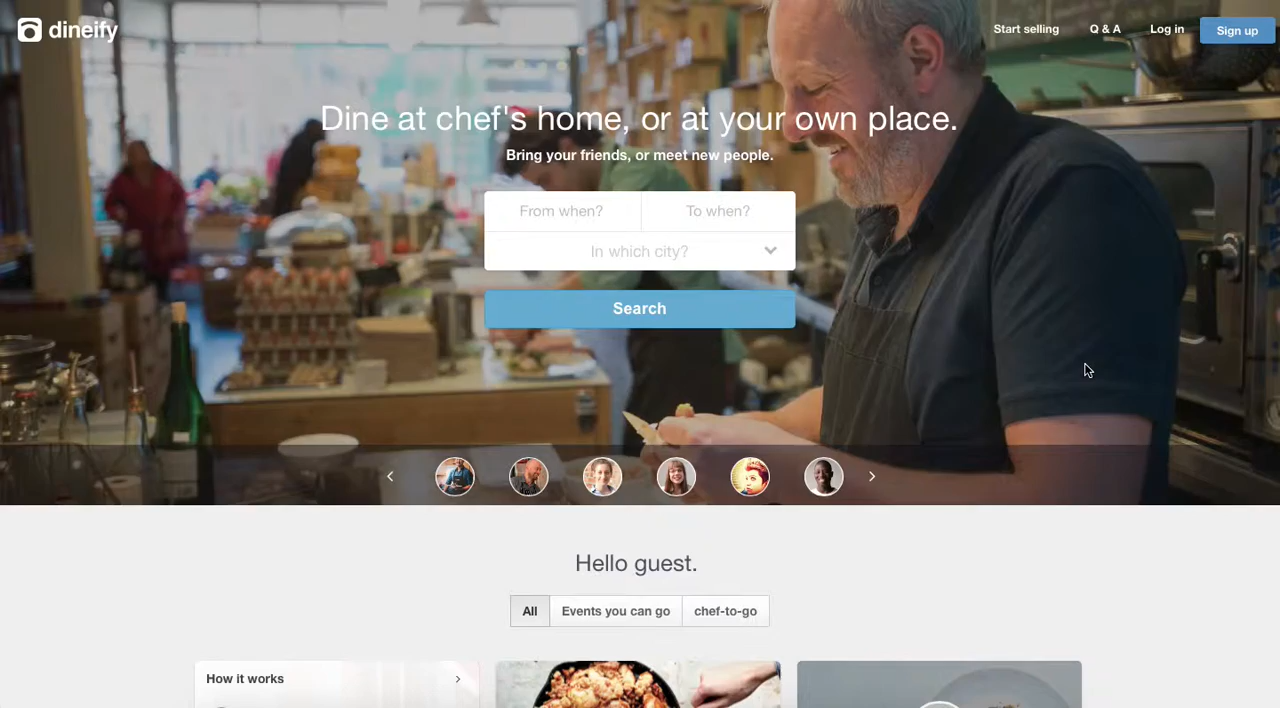 dineify
Start selling
Q & A
Log in
Sign up
Dine at chef's home, or at your own place.
Bring your friends, or meet new people.
From when?
To when?
In which city?
Search
Hello guest.
All
Events you can go
chef-to-go
How it works